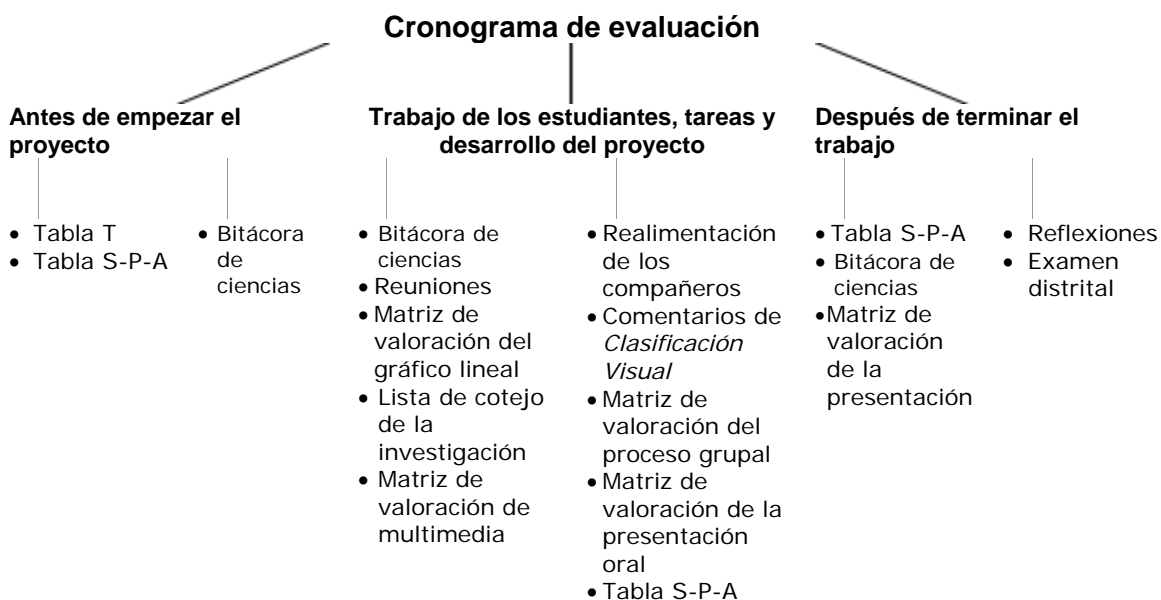 Cronograma de evaluación
Antes de empezar el
proyecto
• Tabla T
• Tabla S-P-A
• Bitácora
de
ciencias
Trabajo de los estudiantes, tareas y
desarrollo del proyecto
• Bitácora de
ciencias
• Reuniones
• Matriz de
valoración del
gráfico lineal
• Lista de cotejo
de la
investigación
• Matriz de
valoración de
multimedia
• Realimentación
de los
compañeros
• Comentarios de
Clasificación
Visual
• Matriz de
valoración del
proceso grupal
• Matriz de
valoración de la
presentación
oral
• Tabla S-P-A
Después de terminar el
trabajo
• Tabla S-P-A
• Bitácora de
ciencias
• Matriz de
valoración
de la
presentación
• Reflexiones
• Examen
distrital